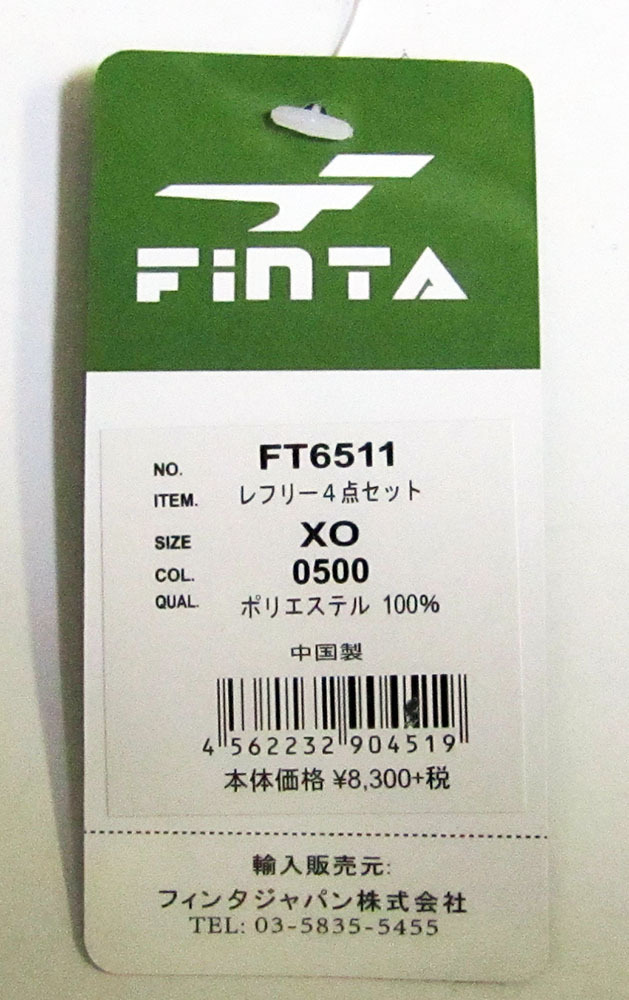 FINTA
NO. FT6511
ITEM. レフリー4点セット
SIZE XO
COL. 0500
QUAL. ポリエステル 100%
中国製
4 562232 904519
本体価格 ¥8,300+税
輸入販売元:
フィンタジャパン株式会社
TEL: 03-5835-5455